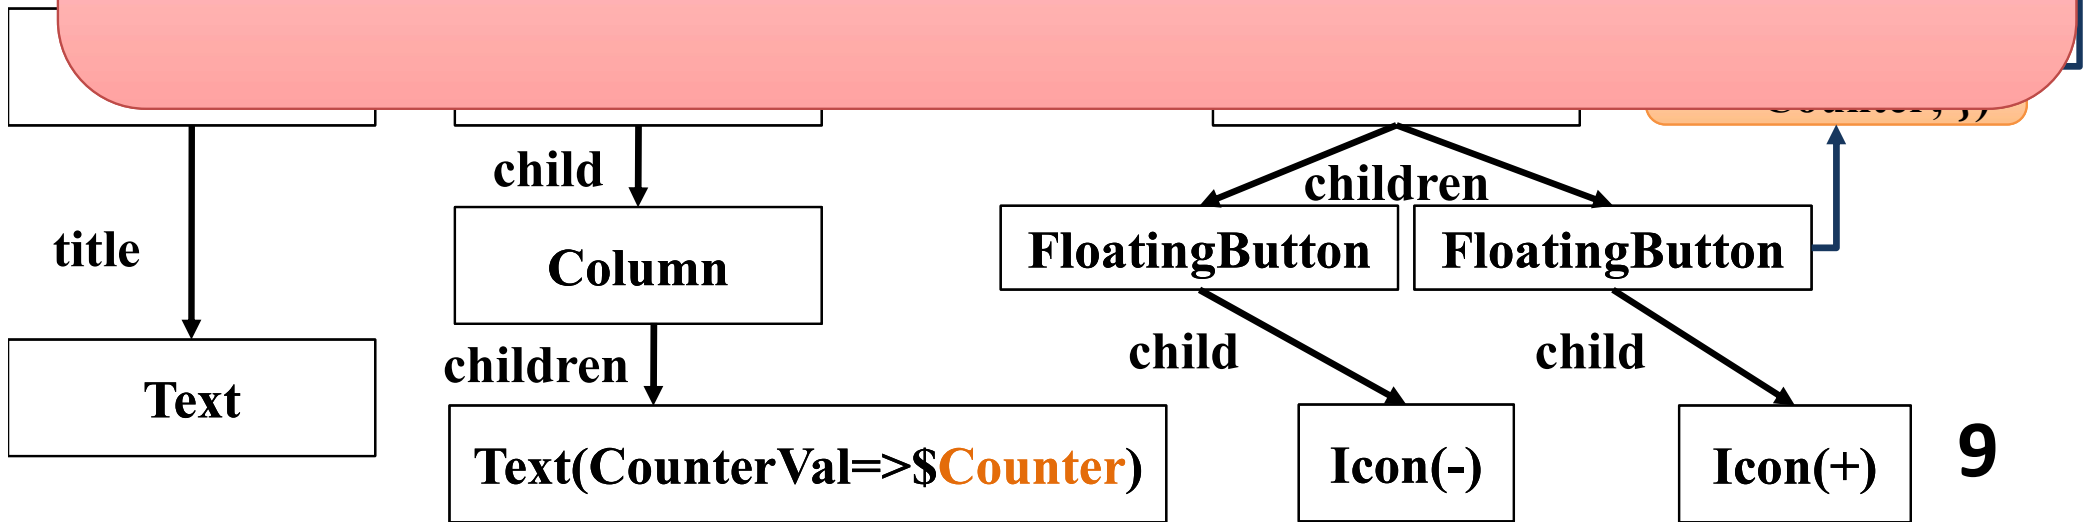 child
children
title
FloatingButton
FloatingButton
Column
child
child
children
Text
Text(CounterVal=>$Counter)
Icon(-)
Icon(+)
9